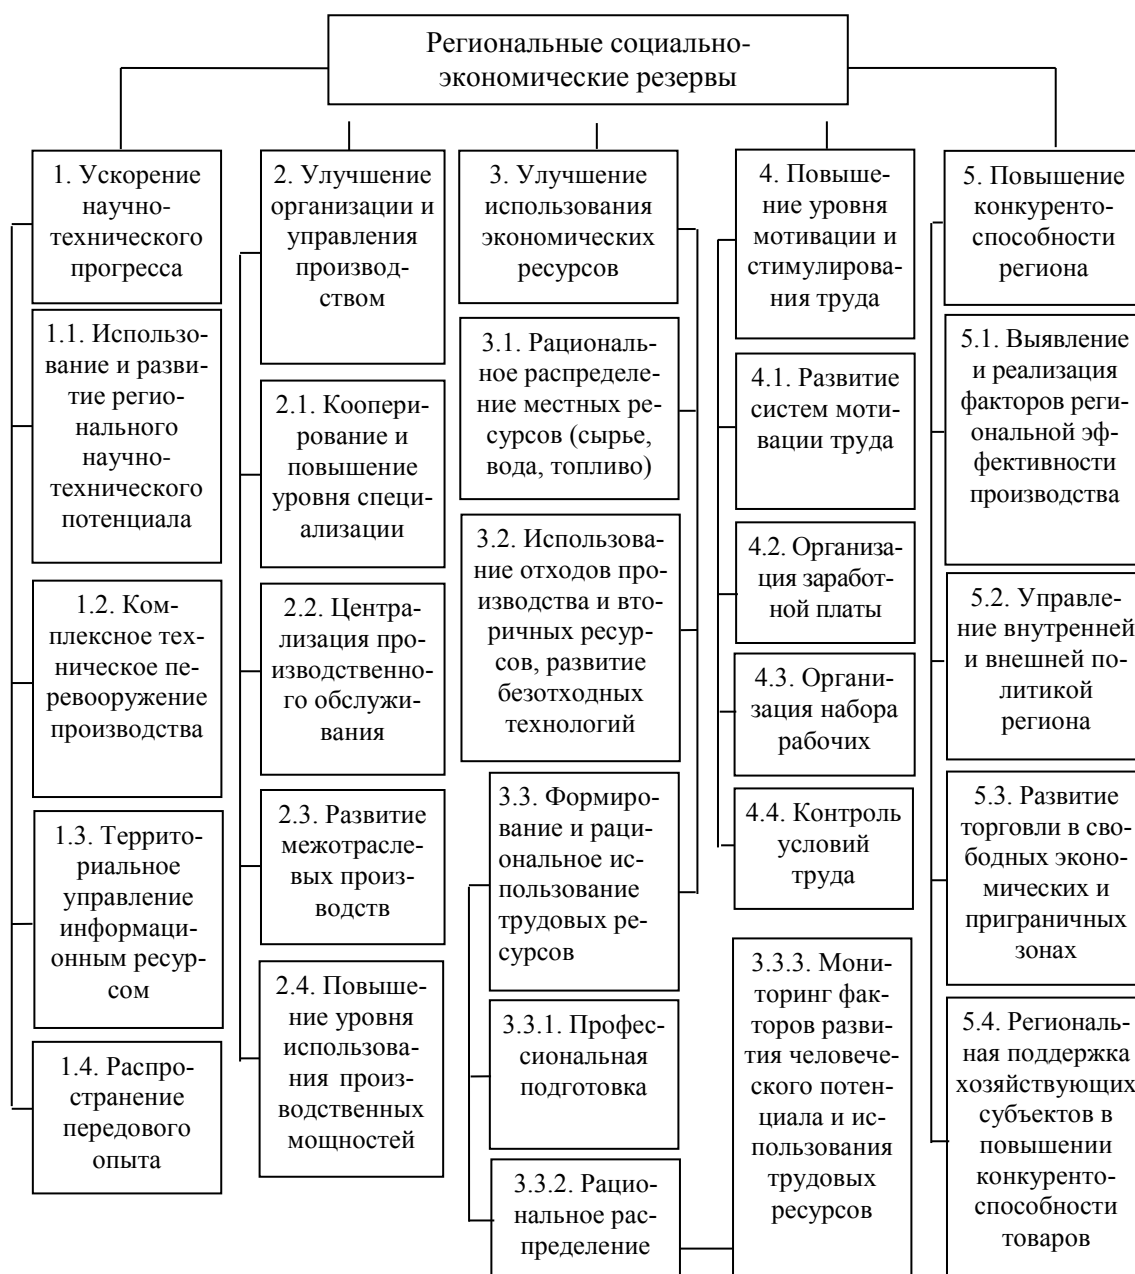 Региональные социально-
экономические резервы
1. Ускорение
научно-
технического
прогресса
1.1. Использо-
вание и разви-
тие регио-
нального
научно-
технического
потенциала
1.2. Ком-
плексное тех-
ническое пе-
ревооружение
производства
1.3. Террито-
риальное
управление
информаци-
онным ресур-
сом
1.4. Распро-
странение
передового
опыта
2. Улучшение
организации и
управления
производ-
ством
2.1. Коопери-
рование и
повышение
уровня специ-
ализации
2.2. Центра-
лизация про-
изводственно-
го обслужи-
вания
2.3. Развитие
межотрасле-
вых произ-
водств
2.4. Повыше-
ние уровня
использова-
ния произ-
водственных
мощностей
3. Улучшение
использования
экономических
ресурсов
3.1. Рациональ-
ное распределе-
ние местных ре-
сурсов (сырье,
вода, топливо)
3.2. Использова-
ние отходов про-
изводства и вто-
ричных ресур-
сов, развитие
безотходных
технологий
3.3. Формиро-
вание и раци-
ональное ис-
пользование
трудовых ре-
сурсов
3.3.1. Профес-
сиональная
подготовка
3.3.2. Рацио-
нальное рас-
пределение
4. Повыше-
ние уровня
мотивации и
стимулирова-
ния труда
4.1. Развитие
систем моти-
вации труда
4.2. Организа-
ция заработ-
ной платы
4.3. Органи-
зация набора
рабочих
4.4. Контроль
условий
труда
3.3.3. Мони-
торинг фак-
торов разви-
тия человече-
ского потен-
циала и ис-
пользования
трудовых
ресурсов
5. Повышение
конкуренто-
способности
региона
5.1. Выявление
и реализация
факторов реги-
ональной эф-
фективности
производства
5.2. Управле-
ние внутренней
и внешней по-
литикой
региона
5.3. Развитие
торговли в сво-
бодных эконо-
мических и
приграничных
зонах
5.4. Региональ-
ная поддержка
хозяйствующих
субъектов в
повышении
конкуренто-
способности
товаров